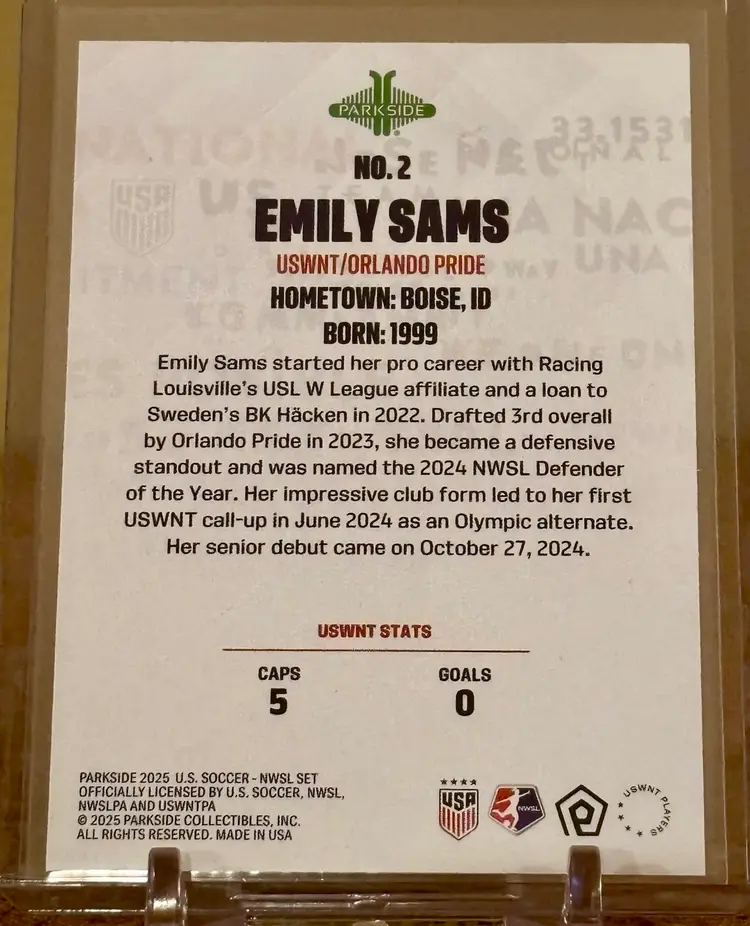 PARKSIDE
NO. 2
EMILY SAMS
USWNT/ORLANDO PRIDE
HOMETOWN: BOISE, ID
BORN: 1999
Emily Sams started her pro career with Racing
Louisville's USL W League affiliate and a loan to
Sweden's BK Häcken in 2022. Drafted 3rd overall
by Orlando Pride in 2023, she became a defensive
standout and was named the 2024 NWSL Defender
of the Year. Her impressive club form led to her first
USWNT call-up in June 2024 as an Olympic alternate.
Her senior debut came on October 27, 2024.
USWNT STATS
CAPS GOALS
5 0
PARKSIDE 2025 U.S. SOCCER - NWSL SET
OFFICIALLY LICENSED BY U.S. SOCCER, NWSL,
NWSLPA AND USWNTPA
© 2025 PARKSIDE COLLECTIBLES, INC.
ALL RIGHTS RESERVED. MADE IN USA
USA
NWSL
USWNT PLAYERS